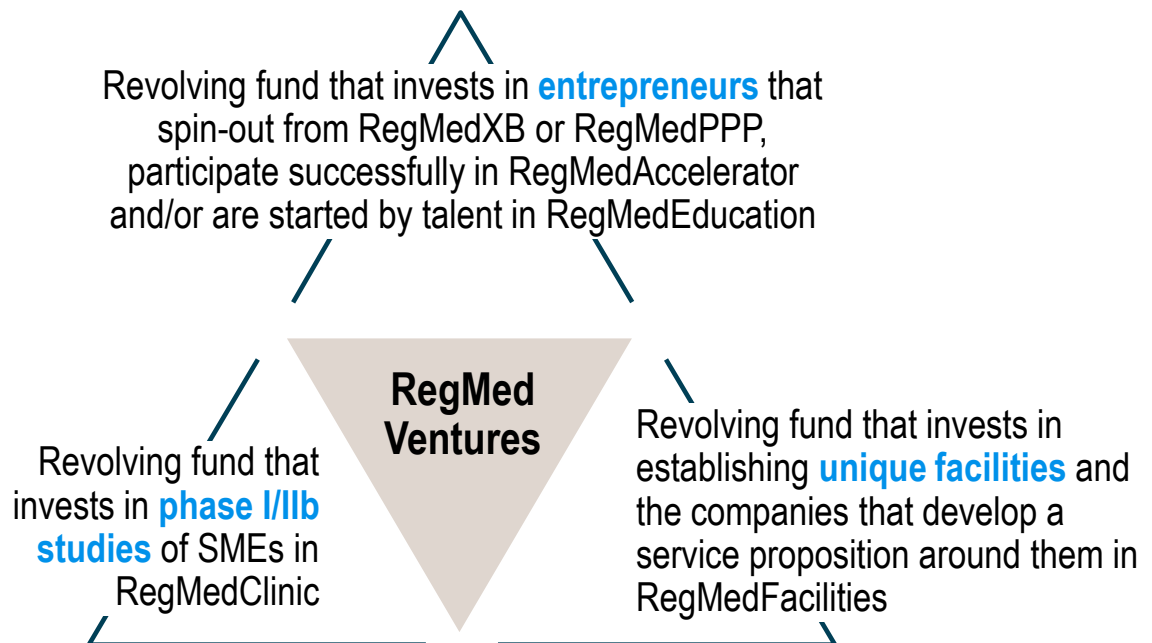 Revolving fund that invests in entrepreneurs that
spin-out from RegMedXB or RegMedPPP,
participate successfully in RegMedAccelerator
and/or are started by talent in RegMedEducation
RegMed
Ventures
Revolving fund that
invests in phase I/IIb
studies of SMEs in
RegMedClinic
Revolving fund that invests in
establishing unique facilities and
the companies that develop a
service proposition around them in
RegMedFacilities